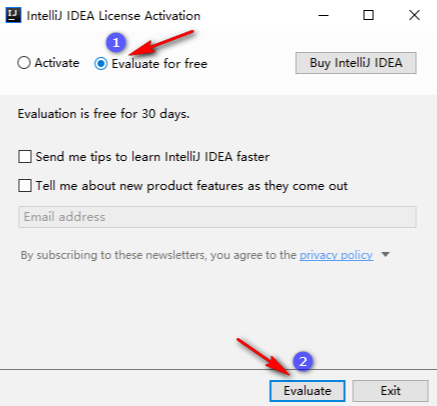 IJ IntelliJ IDEA License Activation
1
Activate Evaluate for free Buy IntelliJ IDEA
Evaluation is free for 30 days.
Send me tips to learn IntelliJ IDEA faster
Tell me about new product features as they come out
Email address
By subscribing to these newsletters, you agree to the privacy policy
2
Evaluate Exit